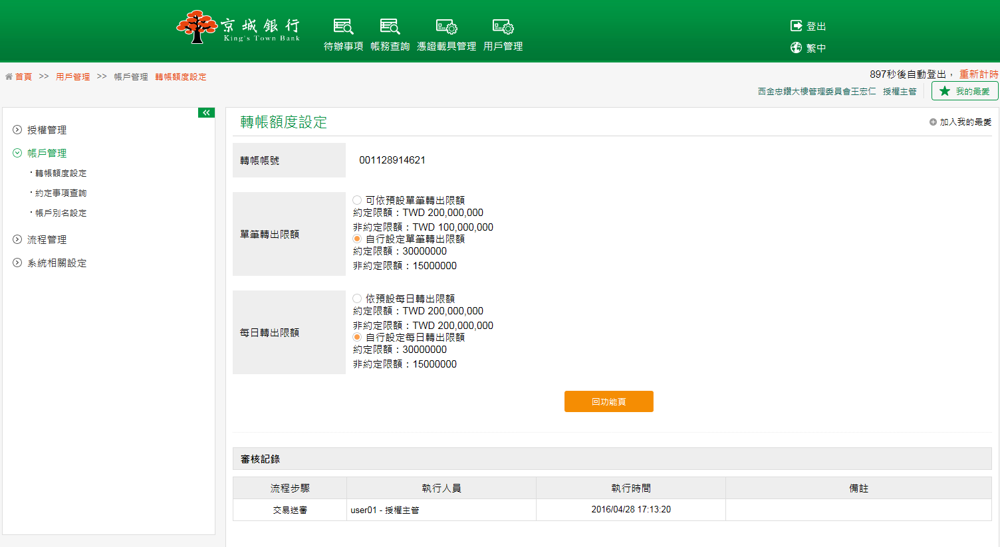 京城銀行
King's Town Bank
待辦事項 帳務查詢 憑證載具管理 用戶管理
登出
繁中
首頁 >> 用戶管理 >> 帳戶管理 轉帳額度設定
897秒後自動登出， 重新計時
西金忠鑽大樓管理委員會王宏仁 授權主管
我的最愛
授權管理
帳戶管理
・轉帳額度設定
・約定事項查詢
・帳戶別名設定
流程管理
系統相關設定
轉帳額度設定
加入我的最愛
轉帳帳號 001128914621
單筆轉出限額
可依預設單筆轉出限額
約定限額：TWD 200,000,000
非約定限額：TWD 100,000,000
自行設定單筆轉出限額
約定限額：30000000
非約定限額：15000000
每日轉出限額
依預設每日轉出限額
約定限額：TWD 200,000,000
非約定限額：TWD 200,000,000
自行設定每日轉出限額
約定限額：30000000
非約定限額：15000000
回功能頁
審核記錄
流程步驟 執行人員 執行時間 備註
交易送審 user01 - 授權主管 2016/04/28 17:13:20